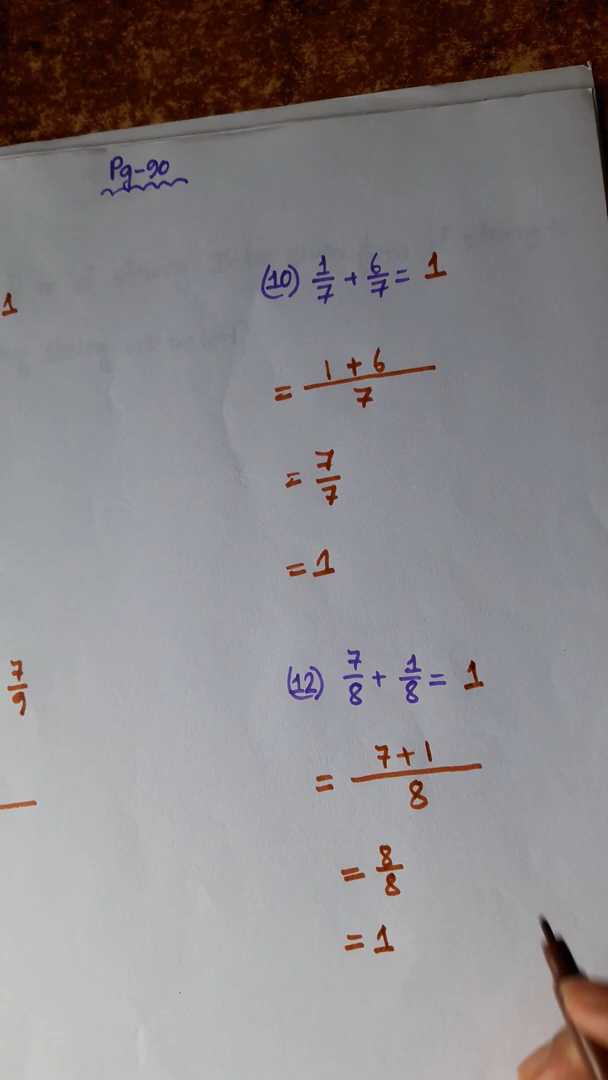 Pg-90
1
(10) 1/7 + 6/7 = 1
= (1 + 6)/7
= 7/7
= 1
7/9
(12) 7/8 + 1/8 = 1
= (7 + 1)/8
= 8/8
= 1